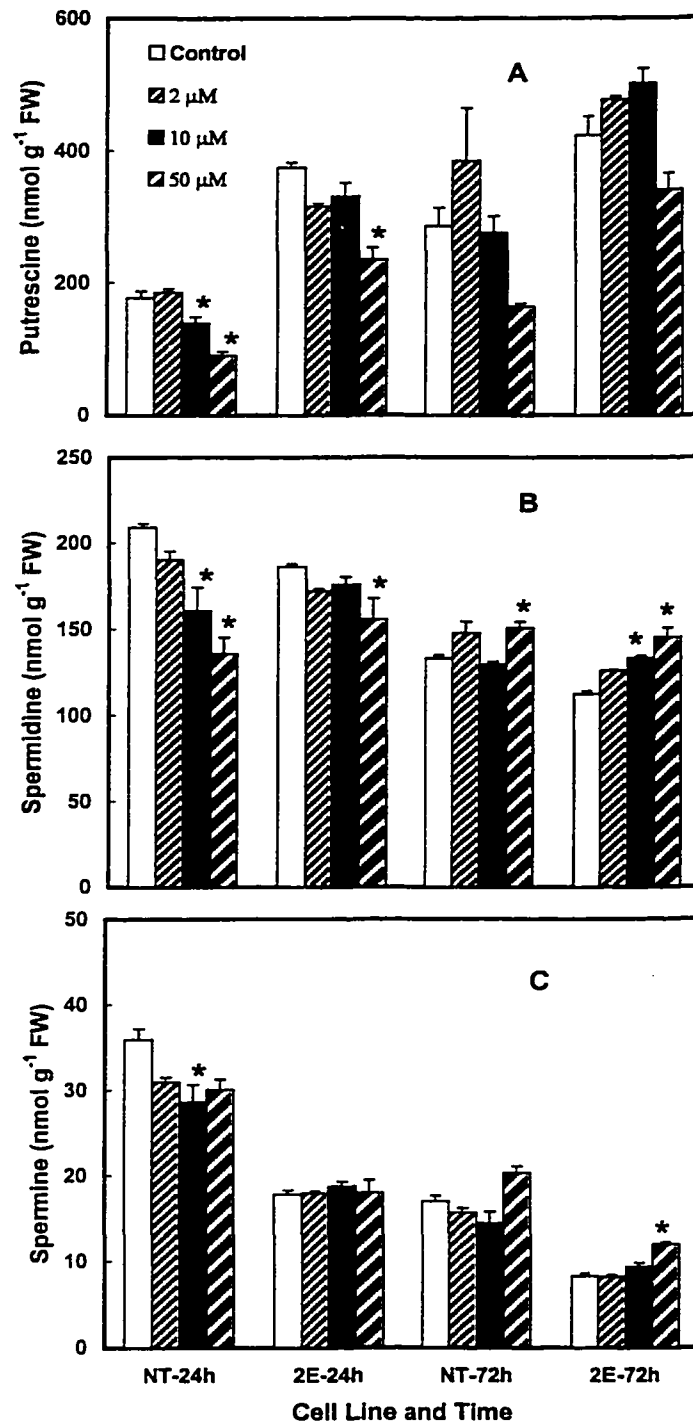 600
400
200
0
Putrescine (nmol g⁻¹ FW)
Control
2 µM
10 µM
50 µM
A
*
*
*
250
200
150
100
50
0
Spermidine (nmol g⁻¹ FW)
B
*
*
*
*
*
*
50
40
30
20
10
0
Spermine (nmol g⁻¹ FW)
C
*
*
NT-24h 2E-24h NT-72h 2E-72h
Cell Line and Time